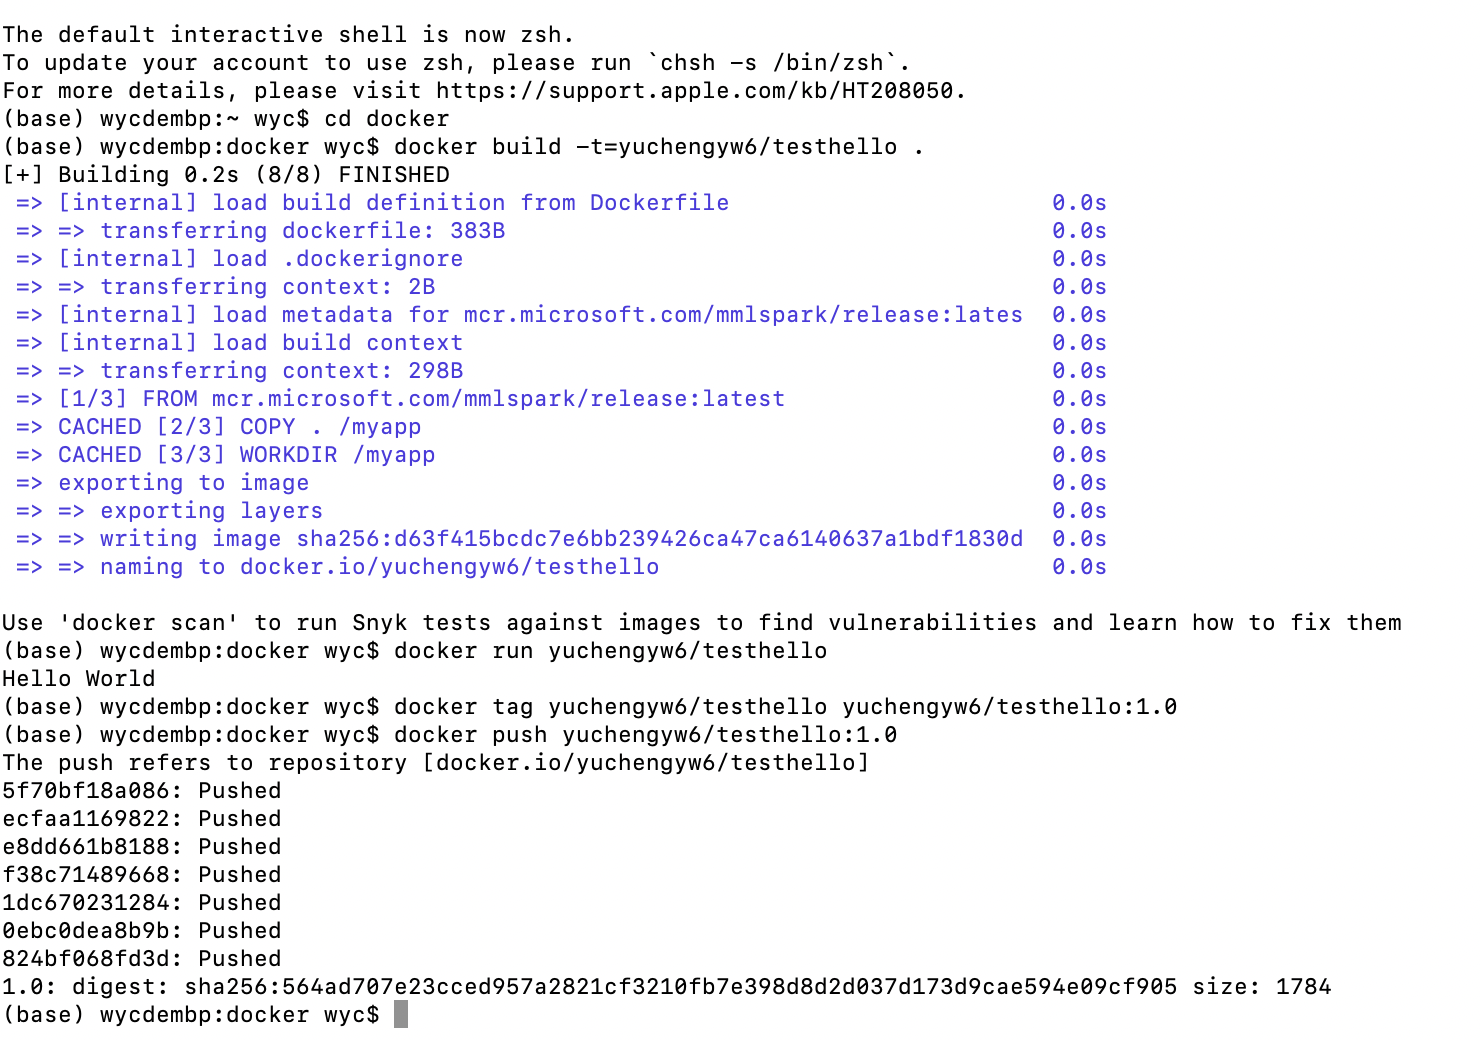 The default interactive shell is now zsh.
To update your account to use zsh, please run `chsh -s /bin/zsh`.
For more details, please visit https://support.apple.com/kb/HT208050.
(base) wycdembp:~ wyc$ cd docker
(base) wycdembp:docker wyc$ docker build -t=yuchengyw6/testhello .
[+] Building 0.2s (8/8) FINISHED
=> [internal] load build definition from Dockerfile 0.0s
=> => transferring dockerfile: 383B 0.0s
=> [internal] load .dockerignore 0.0s
=> => transferring context: 2B 0.0s
=> [internal] load metadata for mcr.microsoft.com/mmlspark/release:lates 0.0s
=> [internal] load build context 0.0s
=> => transferring context: 298B 0.0s
=> [1/3] FROM mcr.microsoft.com/mmlspark/release:latest 0.0s
=> CACHED [2/3] COPY . /myapp 0.0s
=> CACHED [3/3] WORKDIR /myapp 0.0s
=> exporting to image 0.0s
=> => exporting layers 0.0s
=> => writing image sha256:d63f415bcdc7e6bb239426ca47ca6140637a1bdf1830d 0.0s
=> => naming to docker.io/yuchengyw6/testhello 0.0s
Use 'docker scan' to run Snyk tests against images to find vulnerabilities and learn how to fix them
(base) wycdembp:docker wyc$ docker run yuchengyw6/testhello
Hello World
(base) wycdembp:docker wyc$ docker tag yuchengyw6/testhello yuchengyw6/testhello:1.0
(base) wycdembp:docker wyc$ docker push yuchengyw6/testhello:1.0
The push refers to repository [docker.io/yuchengyw6/testhello]
5f70bf18a086: Pushed
ecfaa1169822: Pushed
e8dd661b8188: Pushed
f38c71489668: Pushed
1dc670231284: Pushed
0ebc0dea8b9b: Pushed
824bf068fd3d: Pushed
1.0: digest: sha256:564ad707e23cced957a2821cf3210fb7e398d8d2d037d173d9cae594e09cf905 size: 1784
(base) wycdembp:docker wyc$